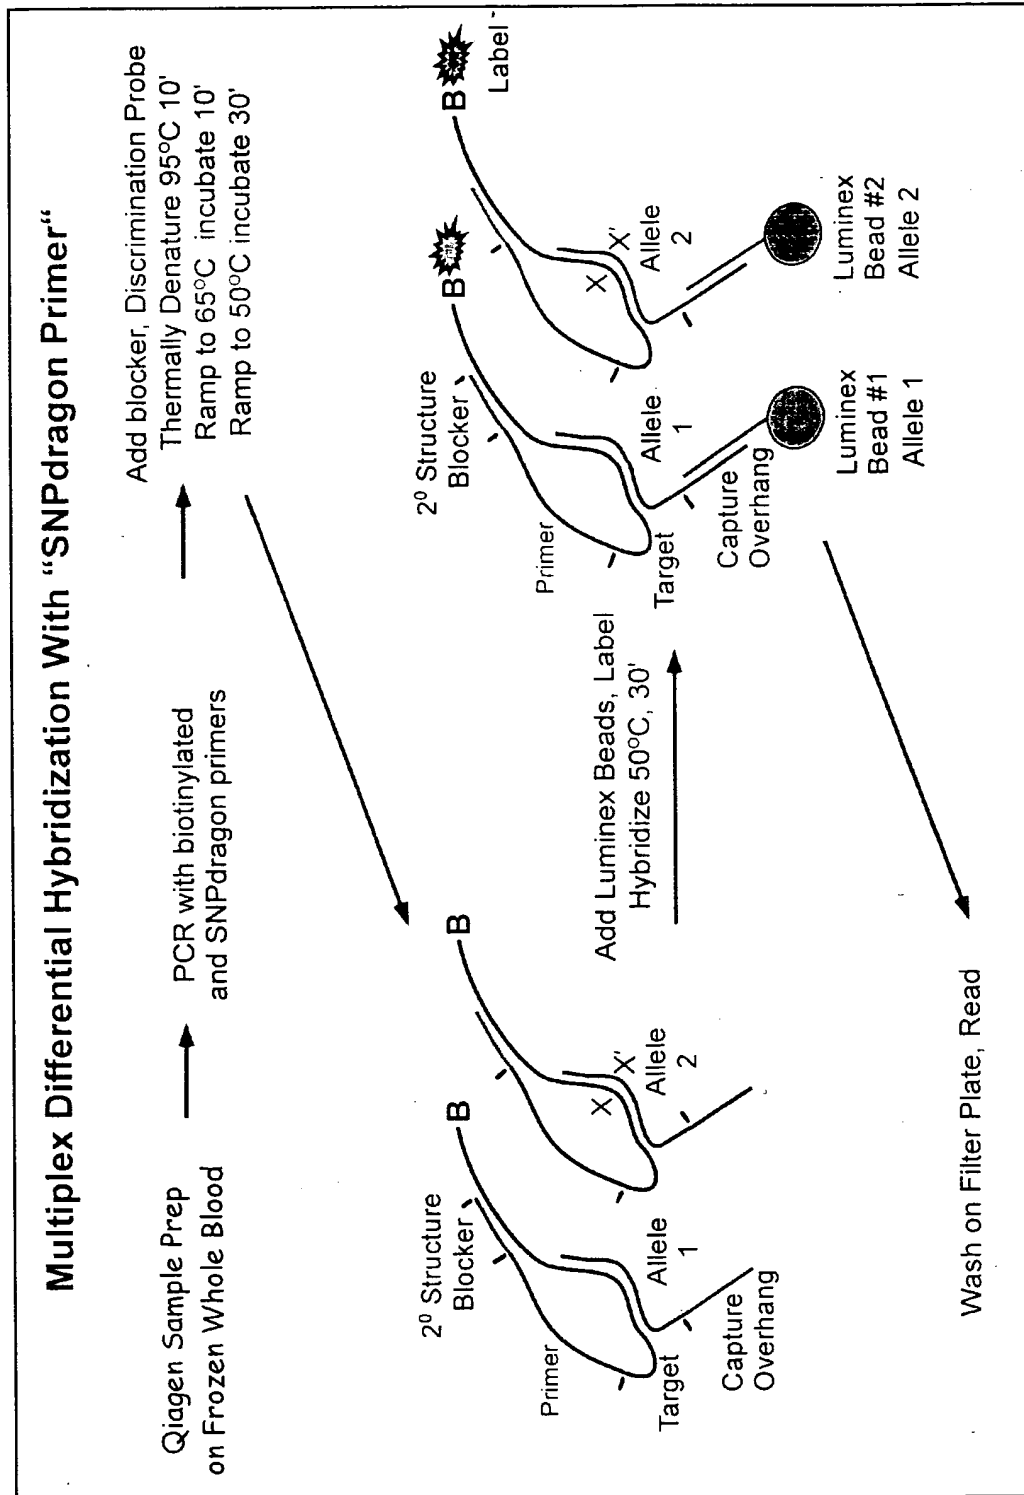 Multiplex Differential Hybridization With "SNPdragon Primer"
Qiagen Sample Prep
on Frozen Whole Blood
PCR with biotinylated
and SNPdragon primers
Add blocker, Discrimination Probe
Thermally Denature 95°C 10'
Ramp to 65°C incubate 10'
Ramp to 50°C incubate 30'
2⁰ Structure
Blocker
B
B
Primer
Target
Allele
1
X
X'
Allele
2
Capture
Overhang
Add Luminex Beads, Label
Hybridize 50°C, 30'
2⁰ Structure
Blocker
B
B
Label
Primer
Target
Allele
1
X
X'
Allele
2
Capture
Overhang
Luminex
Bead #1
Allele 1
Luminex
Bead #2
Allele 2
Wash on Filter Plate, Read